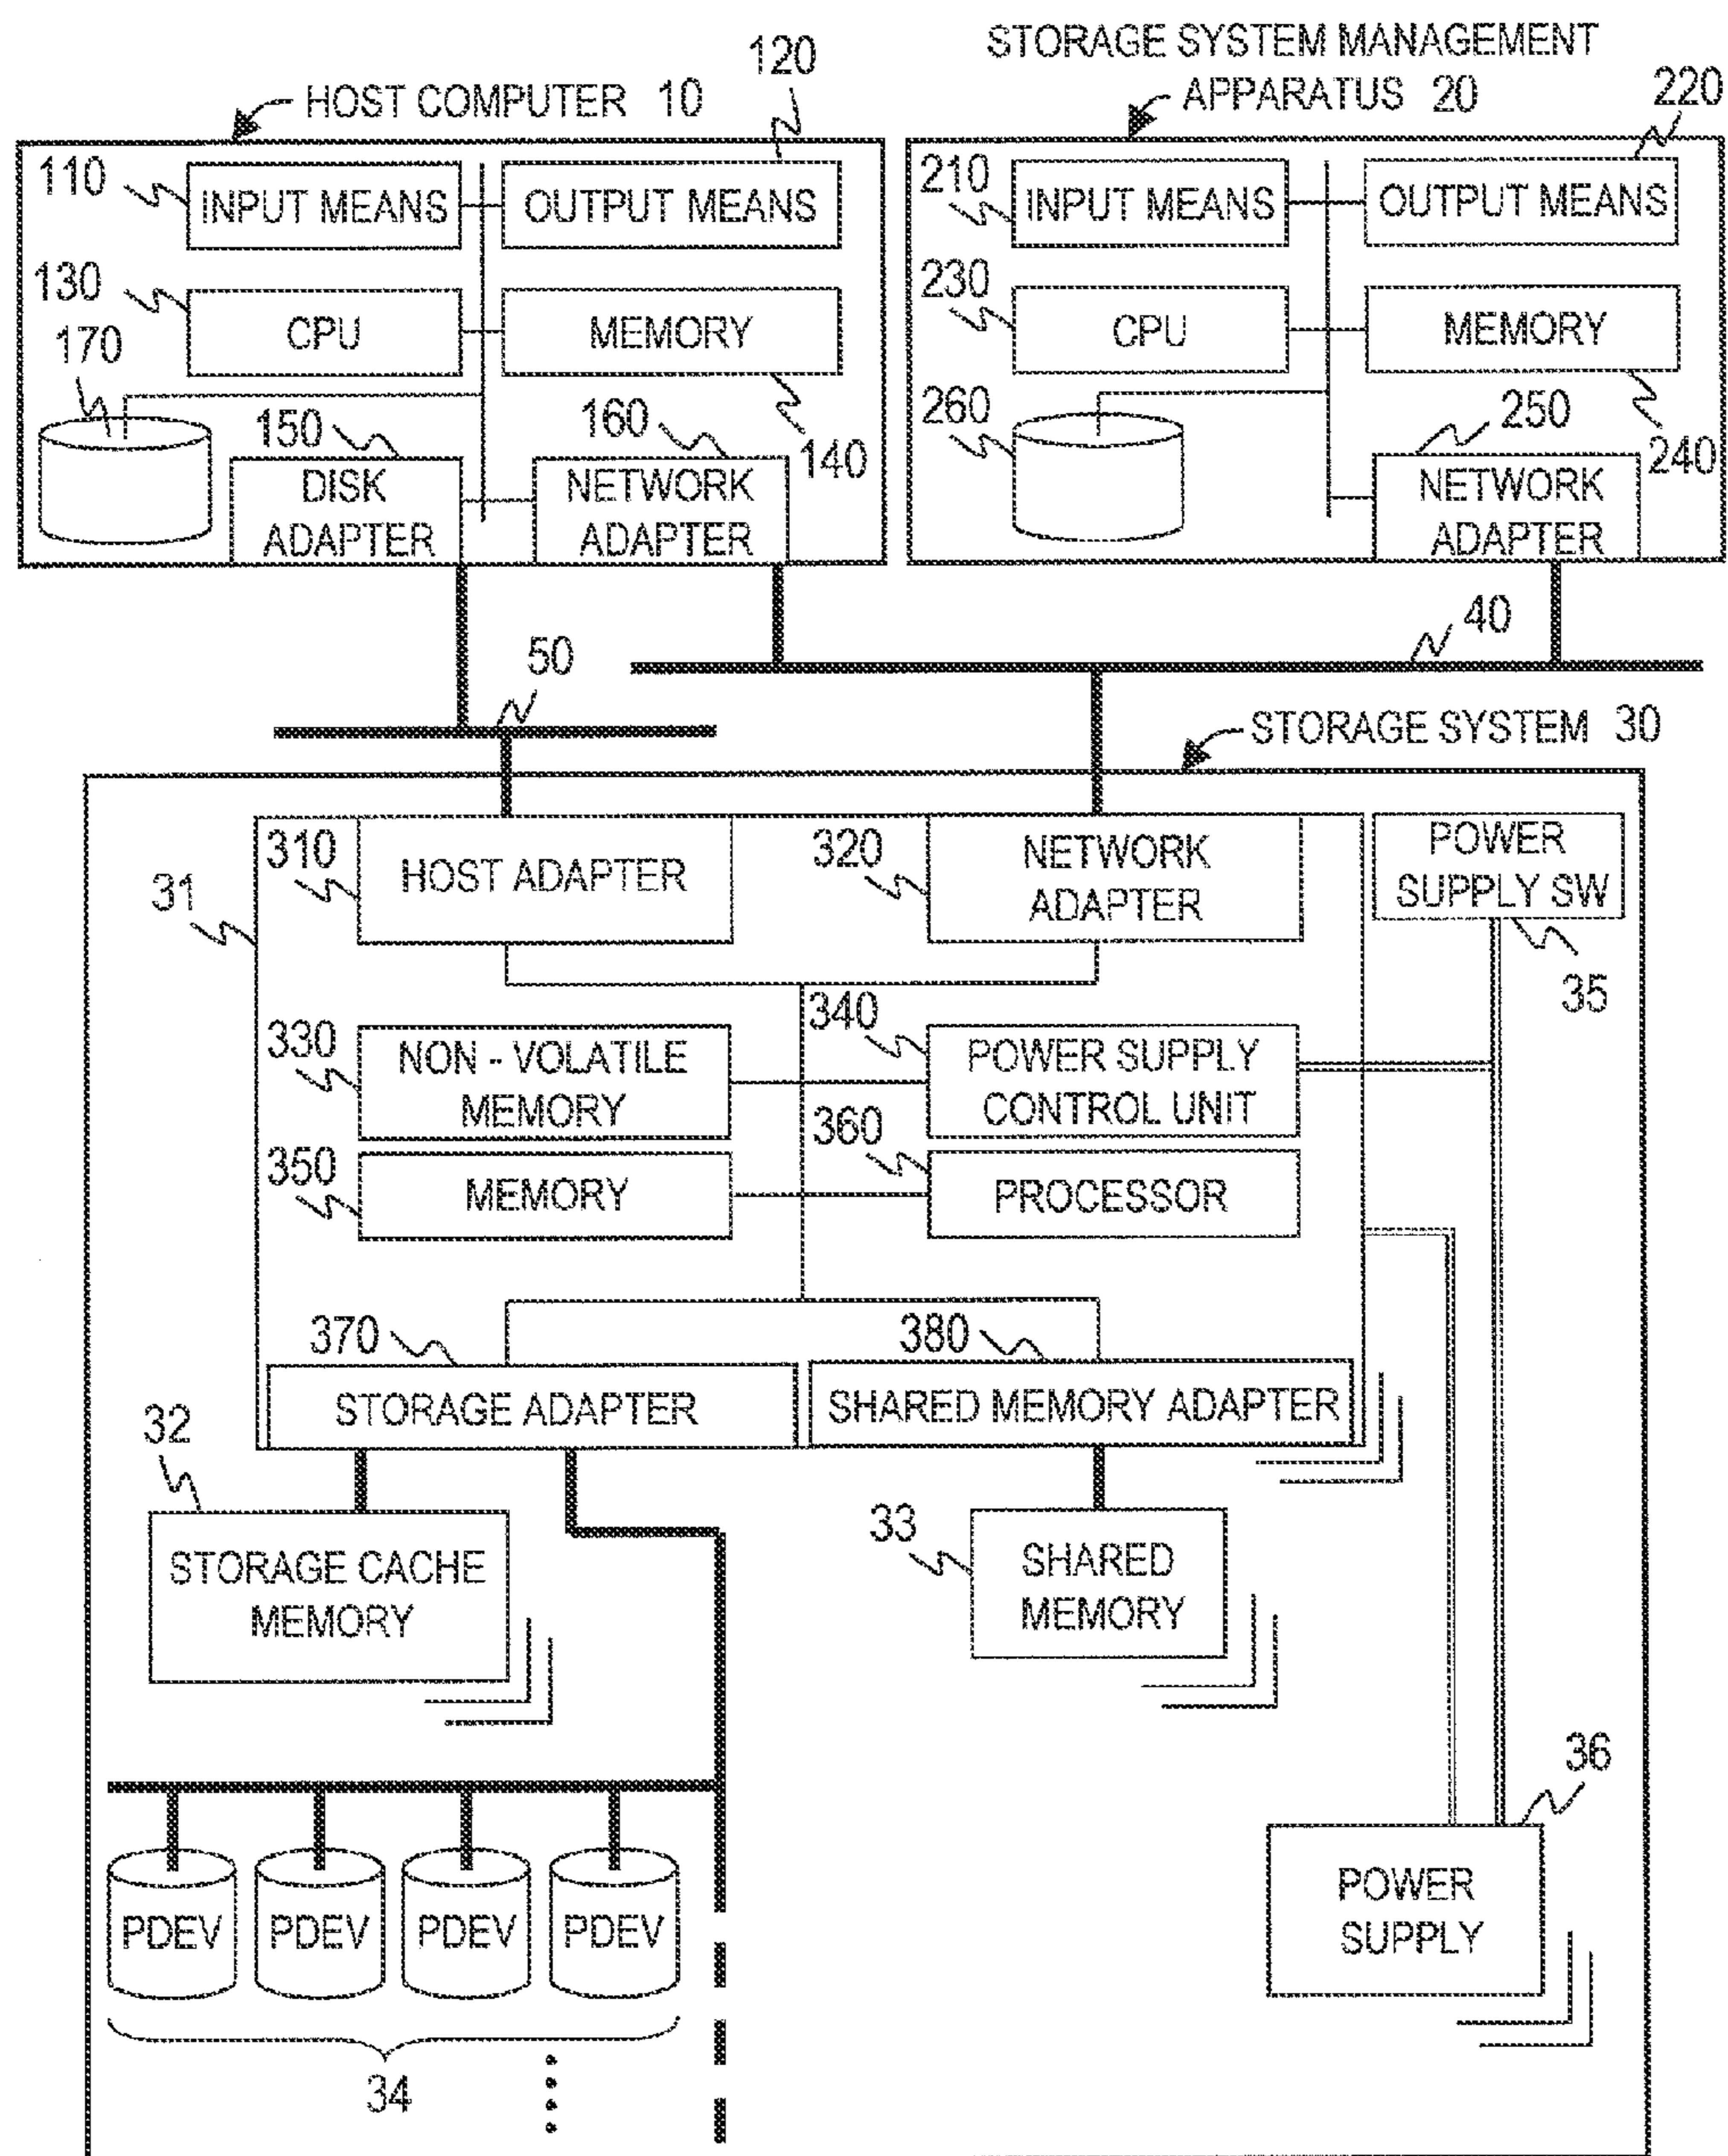 HOST COMPUTER 10
120
STORAGE SYSTEM MANAGEMENT
APPARATUS 20
220
110
INPUT MEANS
OUTPUT MEANS
210
INPUT MEANS
OUTPUT MEANS
130
CPU
MEMORY
230
CPU
MEMORY
170
150
160
140
260
250
240
DISK
ADAPTER
NETWORK
ADAPTER
NETWORK
ADAPTER
50
40
STORAGE SYSTEM 30
31
310
HOST ADAPTER
320
NETWORK
ADAPTER
POWER
SUPPLY SW
35
330
NON - VOLATILE
MEMORY
340
POWER SUPPLY
CONTROL UNIT
350
MEMORY
360
PROCESSOR
370
STORAGE ADAPTER
380
SHARED MEMORY ADAPTER
32
STORAGE CACHE
MEMORY
33
SHARED
MEMORY
36
POWER
SUPPLY
PDEV
PDEV
PDEV
PDEV
34